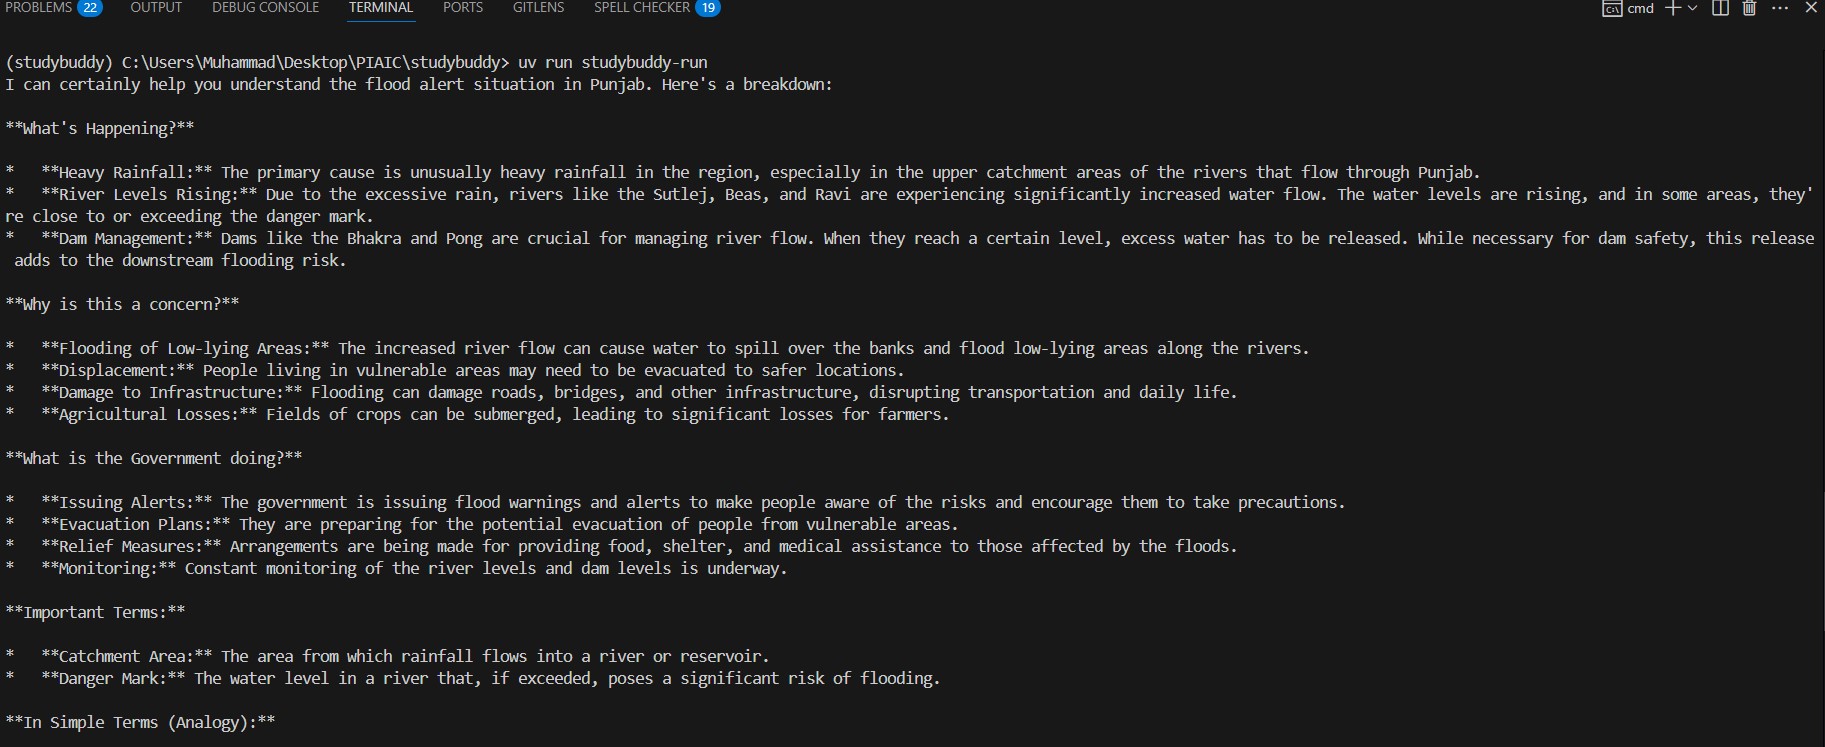 PROBLEMS 22 OUTPUT DEBUG CONSOLE TERMINAL PORTS GITLENS SPELL CHECKER 19 cmd
(studybuddy) C:\Users\Muhammad\Desktop\PIAIC\studybuddy> uv run studybuddy-run
I can certainly help you understand the flood alert situation in Punjab. Here's a breakdown:
**What's Happening?**
*   **Heavy Rainfall:** The primary cause is unusually heavy rainfall in the region, especially in the upper catchment areas of the rivers that flow through Punjab.
*   **River Levels Rising:** Due to the excessive rain, rivers like the Sutlej, Beas, and Ravi are experiencing significantly increased water flow. The water levels are rising, and in some areas, they'
re close to or exceeding the danger mark.
*   **Dam Management:** Dams like the Bhakra and Pong are crucial for managing river flow. When they reach a certain level, excess water has to be released. While necessary for dam safety, this release
 adds to the downstream flooding risk.
**Why is this a concern?**
*   **Flooding of Low-lying Areas:** The increased river flow can cause water to spill over the banks and flood low-lying areas along the rivers.
*   **Displacement:** People living in vulnerable areas may need to be evacuated to safer locations.
*   **Damage to Infrastructure:** Flooding can damage roads, bridges, and other infrastructure, disrupting transportation and daily life.
*   **Agricultural Losses:** Fields of crops can be submerged, leading to significant losses for farmers.
**What is the Government doing?**
*   **Issuing Alerts:** The government is issuing flood warnings and alerts to make people aware of the risks and encourage them to take precautions.
*   **Evacuation Plans:** They are preparing for the potential evacuation of people from vulnerable areas.
*   **Relief Measures:** Arrangements are being made for providing food, shelter, and medical assistance to those affected by the floods.
*   **Monitoring:** Constant monitoring of the river levels and dam levels is underway.
**Important Terms:**
*   **Catchment Area:** The area from which rainfall flows into a river or reservoir.
*   **Danger Mark:** The water level in a river that, if exceeded, poses a significant risk of flooding.
**In Simple Terms (Analogy):**